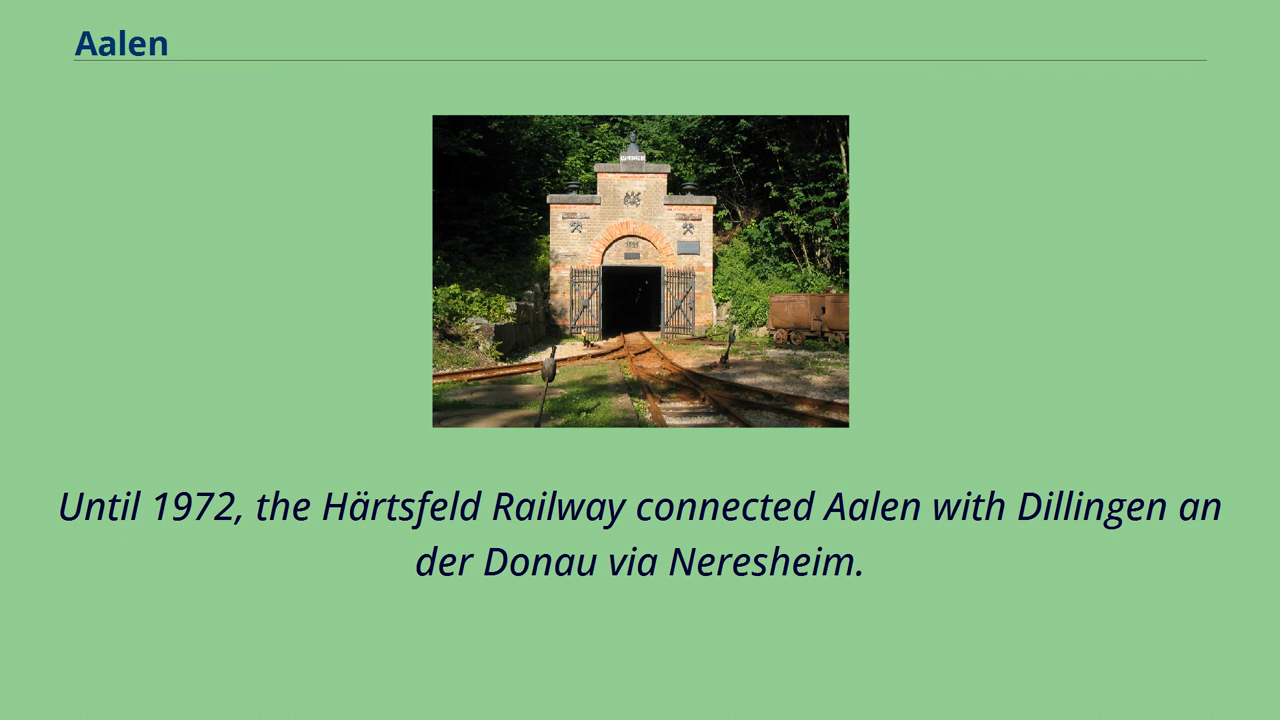 Aalen
Until 1972, the Härtsfeld Railway connected Aalen with Dillingen an
der Donau via Neresheim.